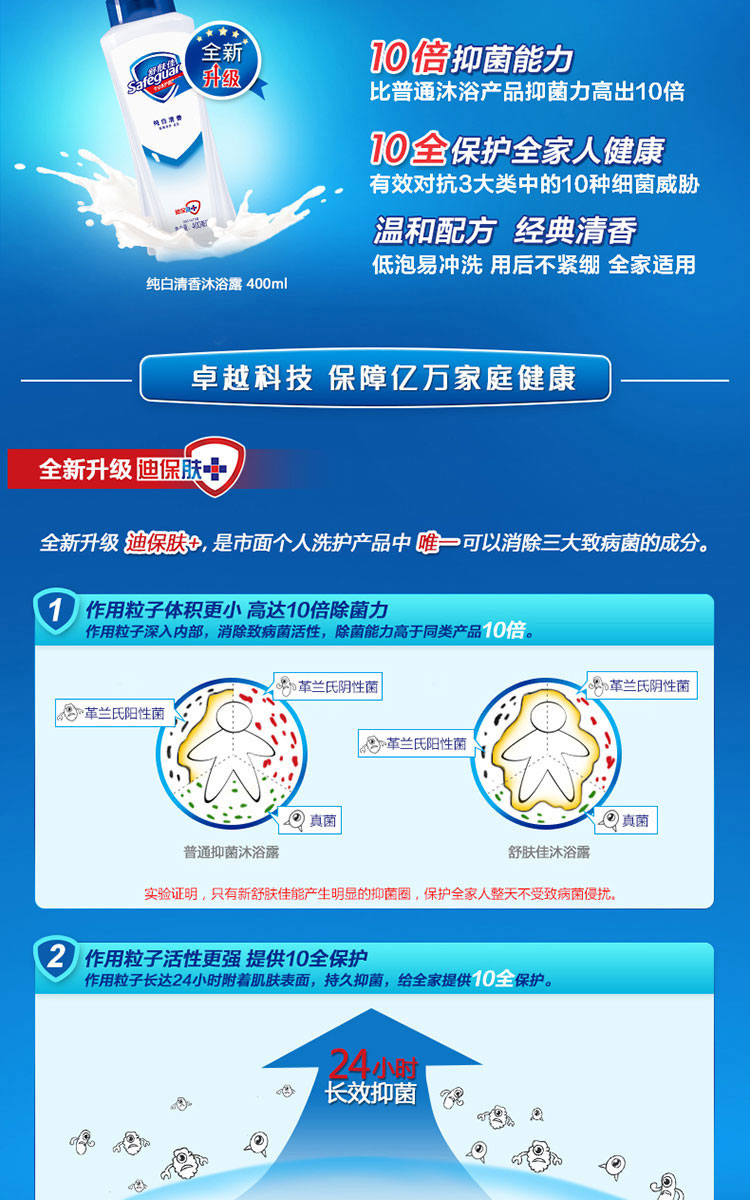 全新
升级
舒肤佳
Safeguard
纯白清香
迪保肤+
400毫升
纯白清香沐浴露 400ml
10倍抑菌能力
比普通沐浴产品抑菌力高出10倍
10全保护全家人健康
有效对抗3大类中的10种细菌威胁
温和配方 经典清香
低泡易冲洗 用后不紧绷 全家适用
卓越科技 保障亿万家庭健康
全新升级 迪保肤+
全新升级 迪保肤+, 是市面个人洗护产品中 唯一可以消除三大致病菌的成分。
1 作用粒子体积更小 高达10倍除菌力
作用粒子深入内部，消除致病菌活性，除菌能力高于同类产品10倍。
革兰氏阴性菌
革兰氏阳性菌
真菌
普通抑菌沐浴露
革兰氏阴性菌
革兰氏阳性菌
真菌
舒肤佳沐浴露
实验证明，只有新舒肤佳能产生明显的抑菌圈，保护全家人整天不受致病菌侵扰。
2 作用粒子活性更强 提供10全保护
作用粒子长达24小时附着肌肤表面，持久抑菌，给全家提供10全保护。
24小时
长效抑菌